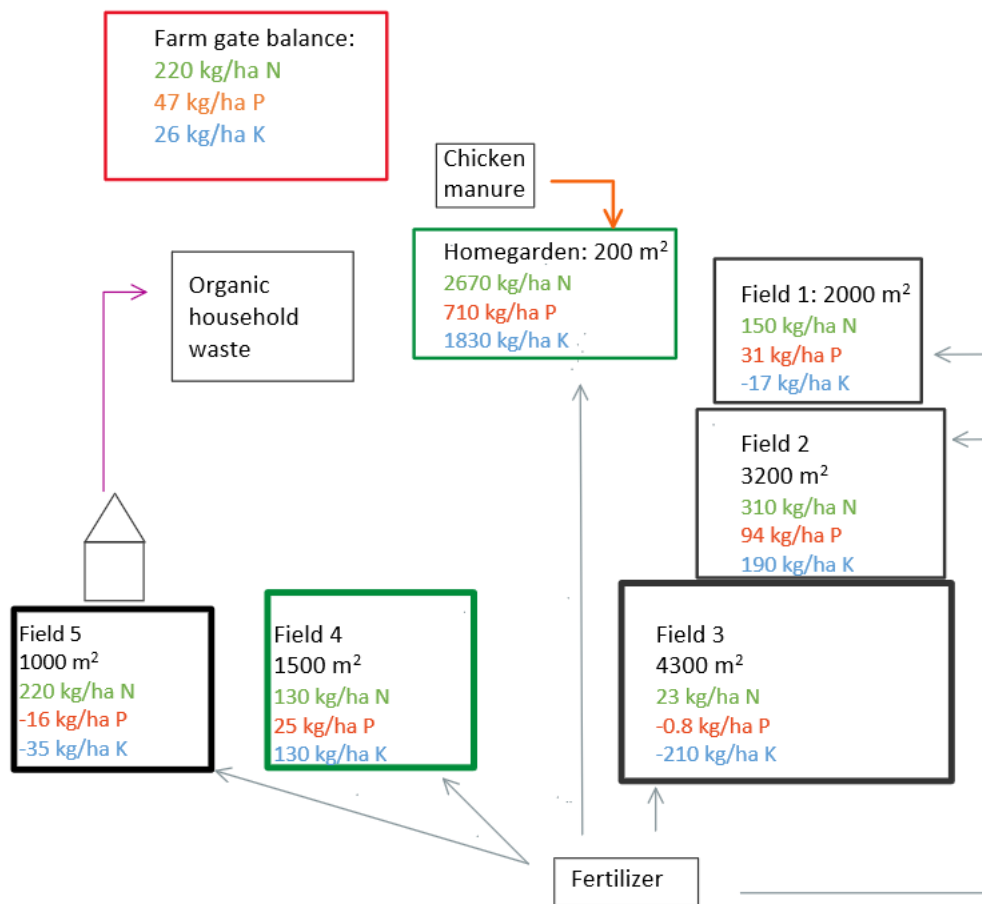 Farm gate balance:
220 kg/ha N
47 kg/ha P
26 kg/ha K
Chicken
manure
Homegarden: 200 m²
2670 kg/ha N
710 kg/ha P
1830 kg/ha K
Organic
household
waste
Field 1: 2000 m²
150 kg/ha N
31 kg/ha P
-17 kg/ha K
Field 2
3200 m²
310 kg/ha N
94 kg/ha P
190 kg/ha K
Field 5
1000 m²
220 kg/ha N
-16 kg/ha P
-35 kg/ha K
Field 4
1500 m²
130 kg/ha N
25 kg/ha P
130 kg/ha K
Field 3
4300 m²
23 kg/ha N
-0.8 kg/ha P
-210 kg/ha K
Fertilizer